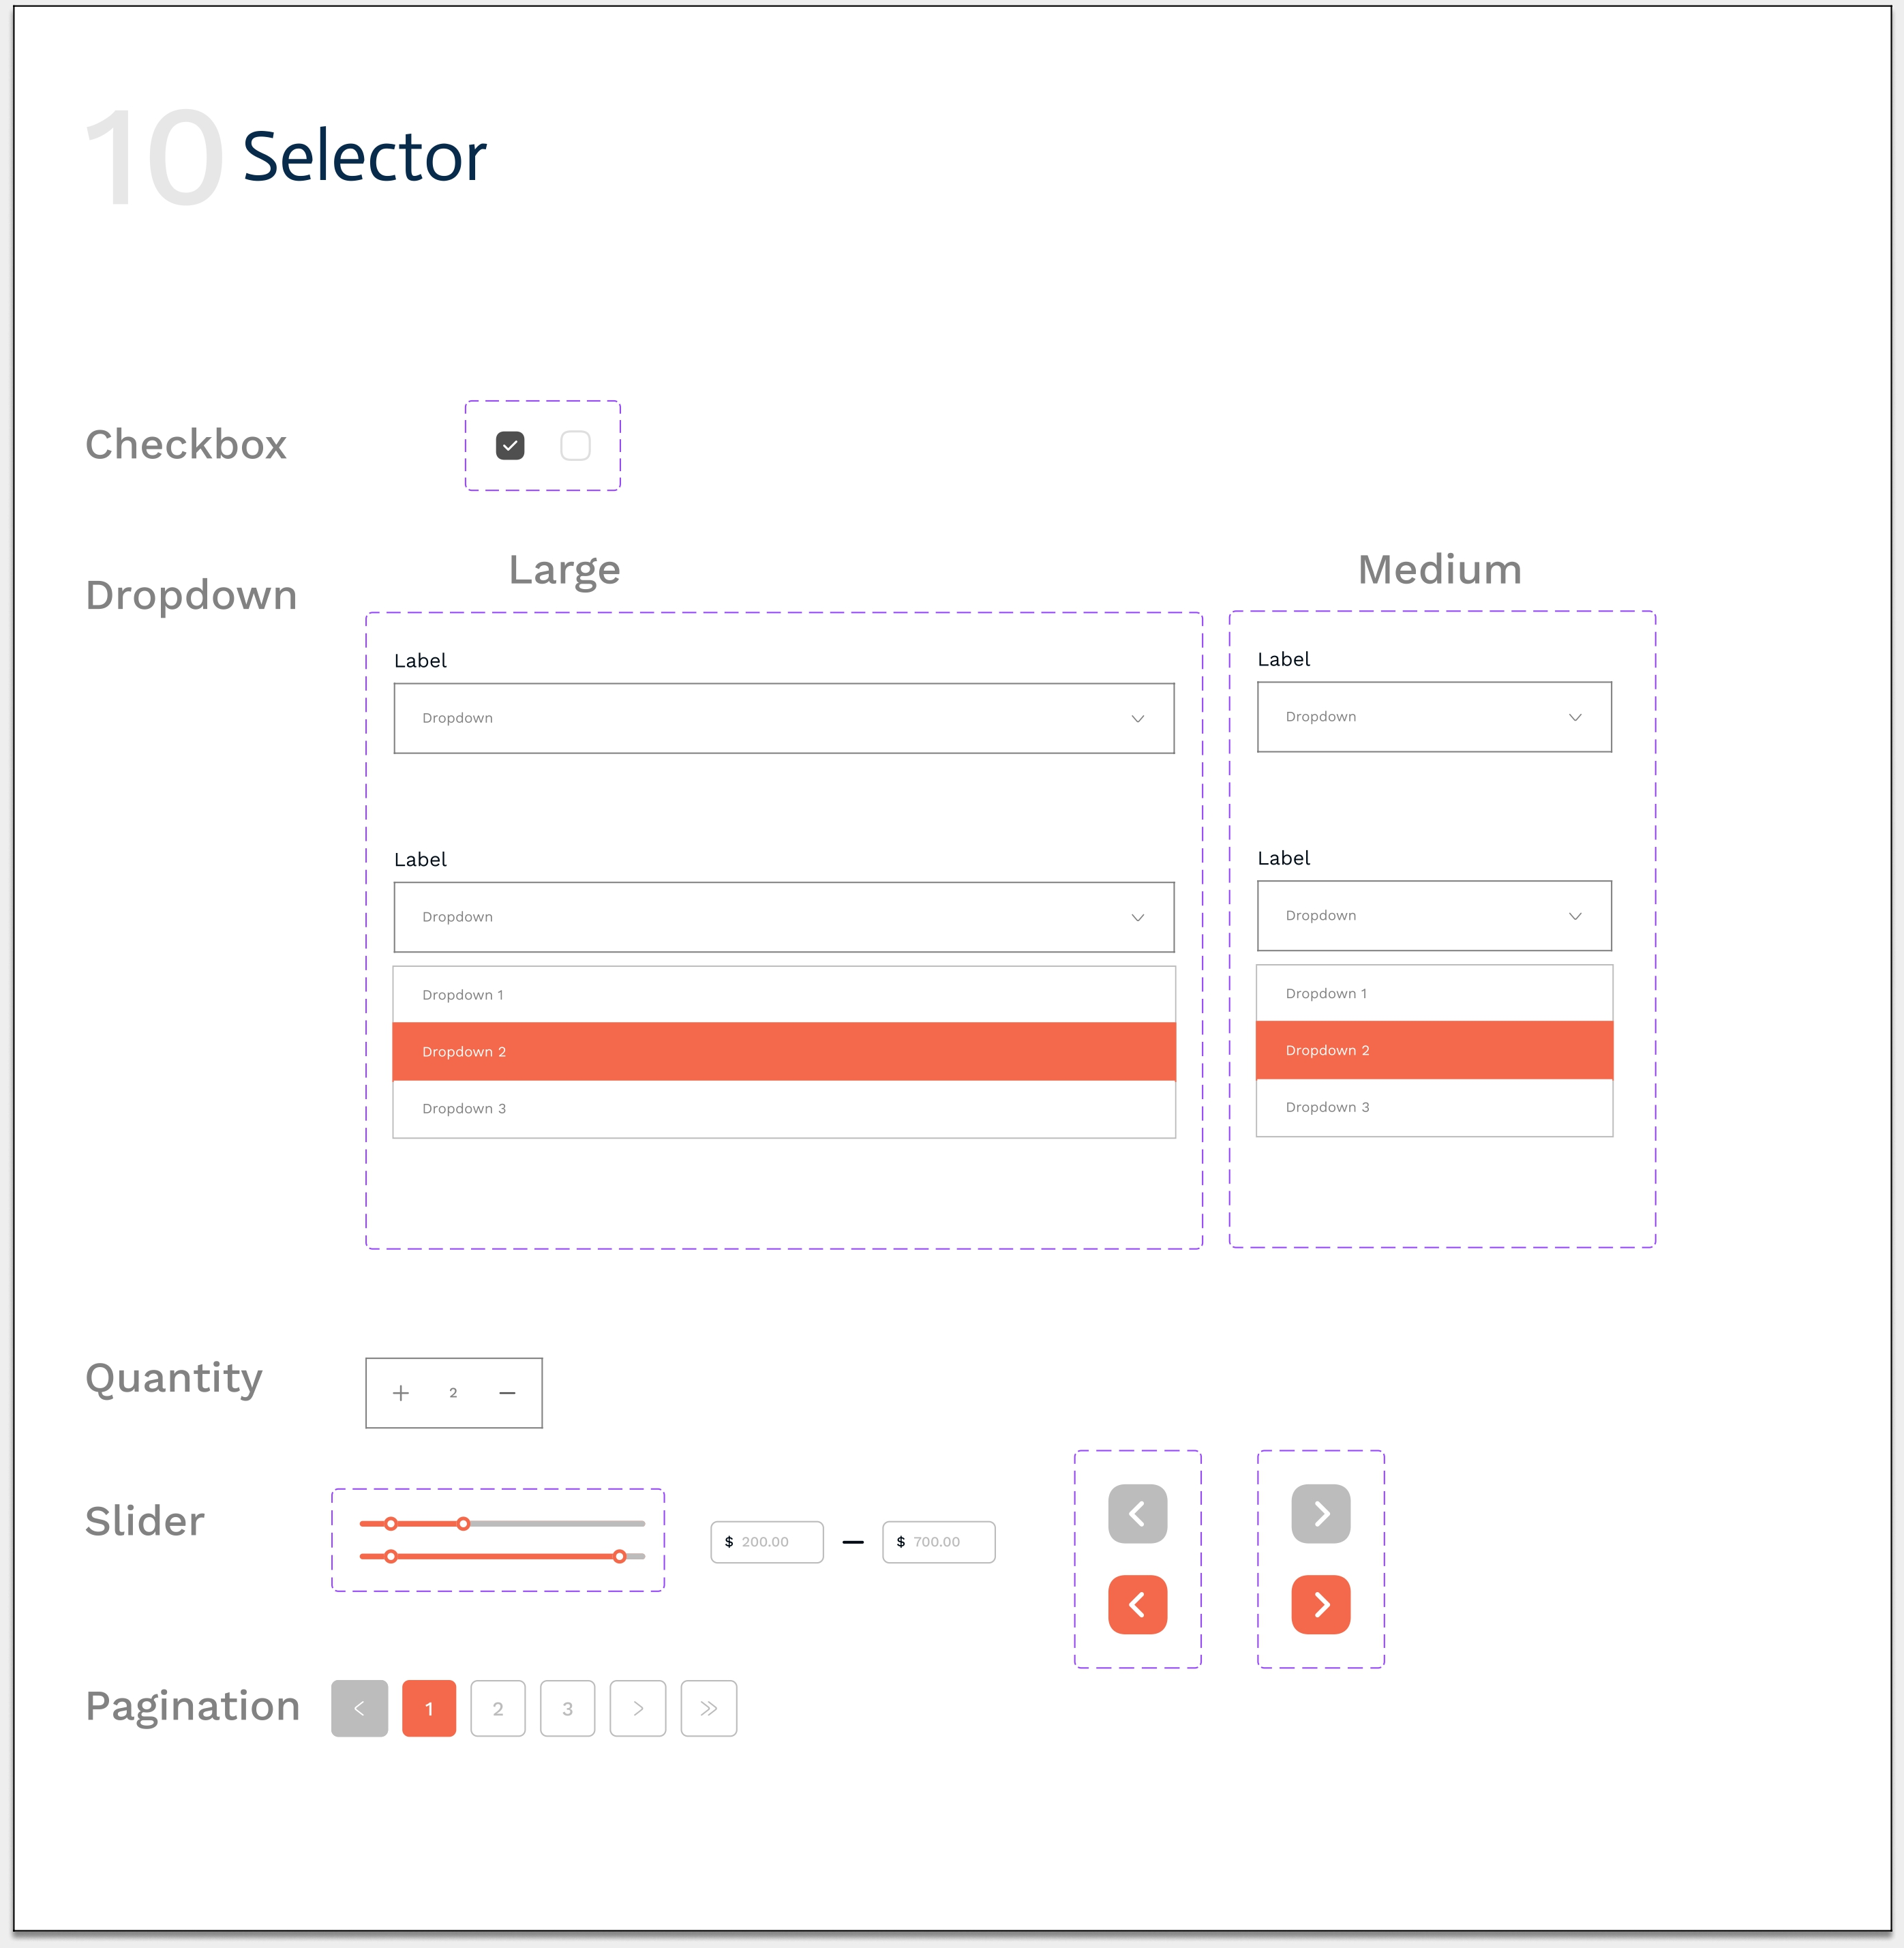 10 Selector
Checkbox
Dropdown
Large
Medium
Label
Dropdown
Label
Dropdown
Dropdown 1
Dropdown 2
Dropdown 3
Label
Dropdown
Label
Dropdown
Dropdown 1
Dropdown 2
Dropdown 3
Quantity
2
Slider
$ 200.00
$ 700.00
Pagination
1 2 3